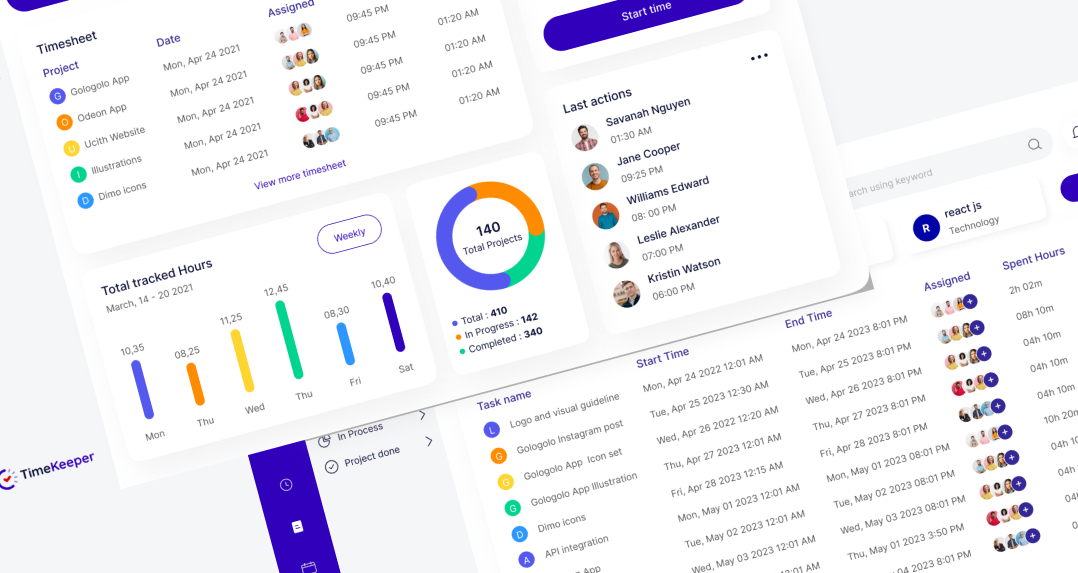 Timesheet
Project
Date
Assigned
G Gologolo App
Mon, Apr 24 2021
09:45 PM
01:20 AM
O Odeon App
Mon, Apr 24 2021
09:45 PM
01:20 AM
U Ucith Website
Mon, Apr 24 2021
09:45 PM
01:20 AM
I Illustrations
Mon, Apr 24 2021
09:45 PM
01:20 AM
D Dimo icons
Mon, Apr 24 2021
09:45 PM
View more timesheet
Start time
Last actions
Savanah Nguyen
01:30 AM
Jane Cooper
09:25 PM
Williams Edward
08: 00 PM
Leslie Alexander
07:00 PM
Kristin Watson
06:00 PM
Total tracked Hours
March, 14 - 20 2021
Weekly
10,35
08,25
11,25
12,45
08,30
10,40
Mon
Thu
Wed
Thu
Fri
Sat
140
Total Projects
Total : 410
In Progress : 142
Completed : 340
using keyword
R
react js
Technology
TimeKeeper
In Process
Project done
Task name
Start Time
End Time
Assigned
Spent Hours
L Logo and visual guideline
Mon, Apr 24 2022 12:01 AM
Mon, Apr 24 2023 8:01 PM
2h 02m
G Gologolo Instagram post
Tue, Apr 25 2023 12:30 AM
Tue, Apr 25 2023 8:01 PM
08h 10m
G Gologolo App Icon set
Wed, Apr 26 2022 12:20 AM
Wed, Apr 26 2023 8:01 PM
04h 10m
G Gologolo App Illustration
Thu, Apr 27 2023 12:01 AM
Thu, Apr 27 2023 8:01 PM
04h 10m
D Dimo icons
Fri, Apr 28 2023 12:15 AM
Fri, Apr 28 2023 8:01 PM
04h 10m
A API integration
Mon, May 01 2023 12:01 AM
Mon, May 01 2023 08:01 PM
10h 20m
App
Tue, May 02 2023 12:01 AM
Tue, May 02 2023 08:01 PM
04h
Wed, May 03 2023 12:01 AM
Wed, May 03 2023 08:01 PM
04h
Thu, May 01 2023 3:50 PM
04 2023 8:01 PM